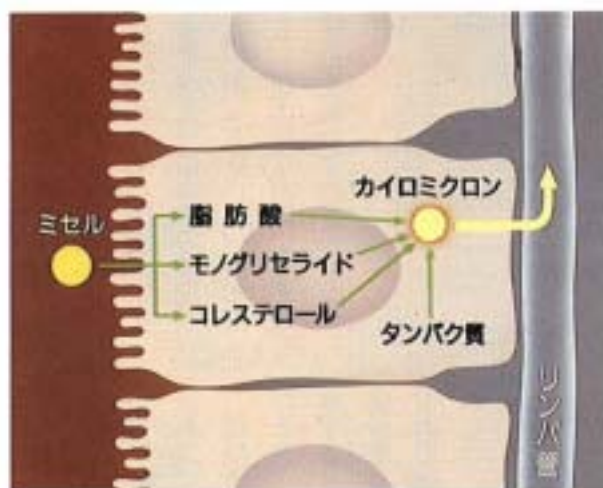 ミセル
脂肪酸
モノグリセライド
コレステロール
カイロミクロン
タンパク質
リンパ管